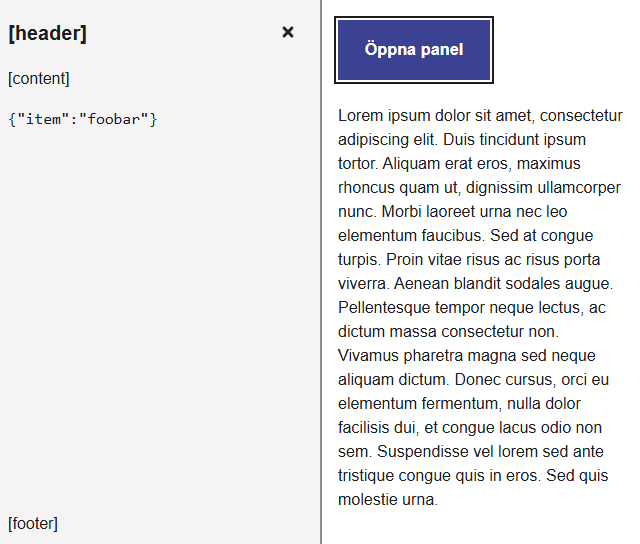 [header]
[content]
{"item":"foobar"}
[footer]
Öppna panel
Lorem ipsum dolor sit amet, consectetur
adipiscing elit. Duis tincidunt ipsum
tortor. Aliquam erat eros, maximus
rhoncus quam ut, dignissim ullamcorper
nunc. Morbi laoreet urna nec leo
elementum faucibus. Sed at congue
turpis. Proin vitae risus ac risus porta
viverra. Aenean blandit sodales augue.
Pellentesque tempor neque lectus, ac
dictum massa consectetur non.
Vivamus pharetra magna sed neque
aliquam dictum. Donec cursus, orci eu
elementum fermentum, nulla dolor
facilisis dui, et congue lacus odio non
sem. Suspendisse vel lorem sed ante
tristique congue quis in eros. Sed quis
molestie urna.